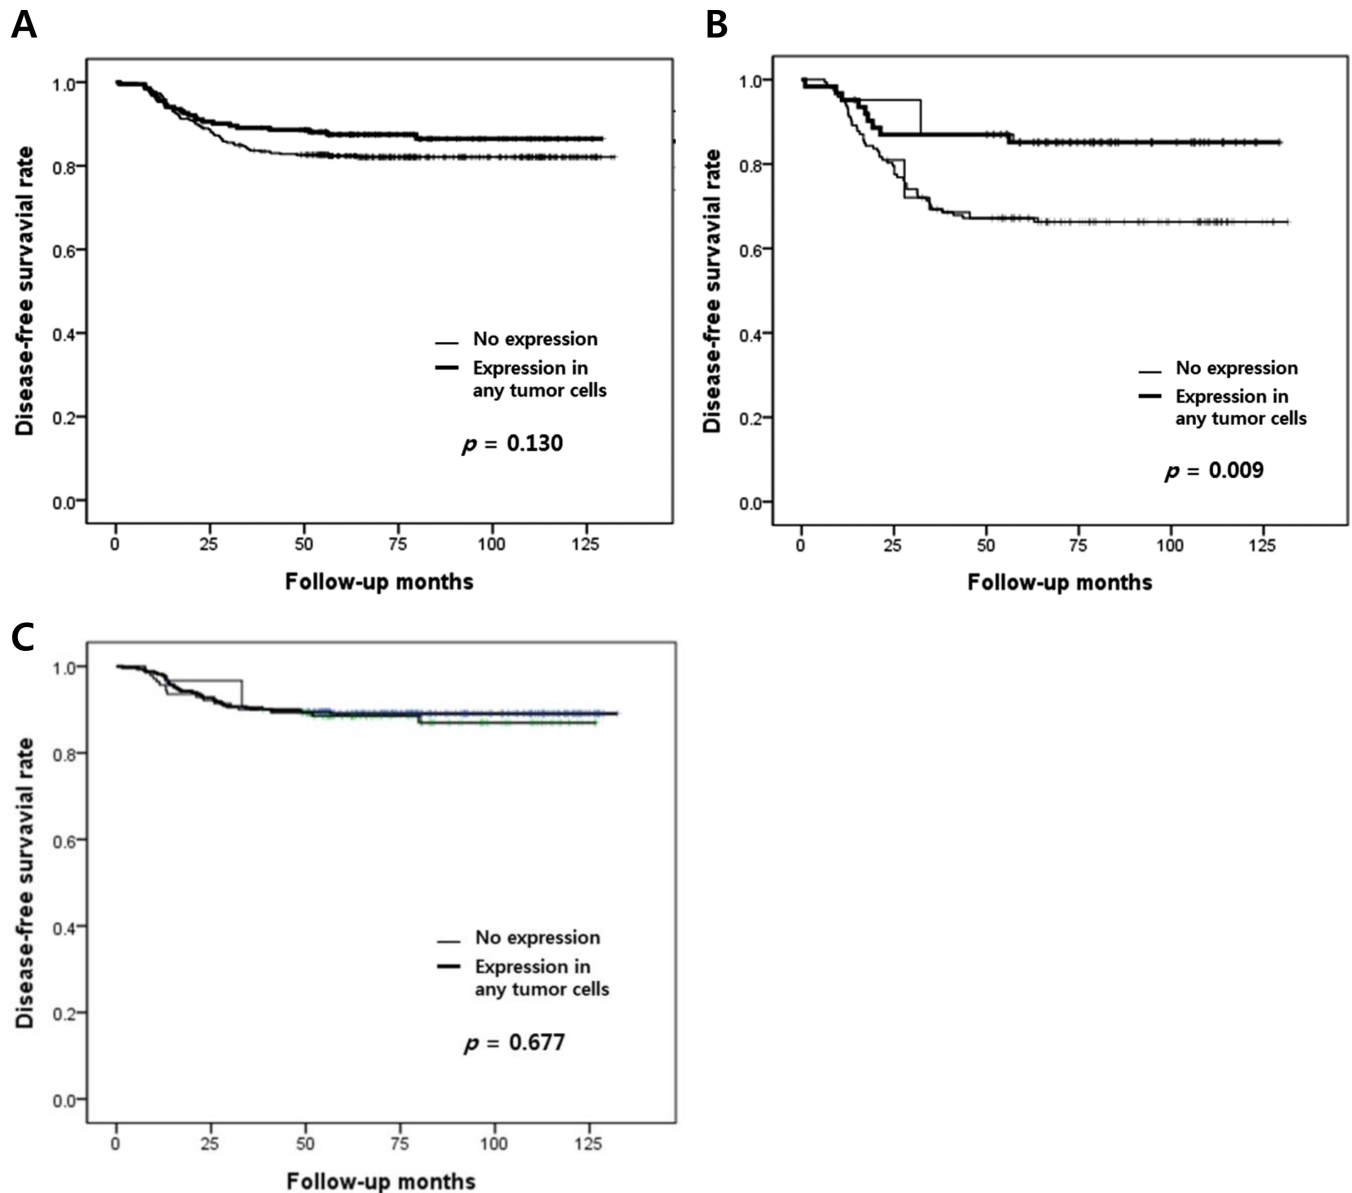 A
Disease-free survavial rate
1.0
0.8
0.6
0.4
0.2
0.0
No expression
Expression in
any tumor cells
p = 0.130
0 25 50 75 100 125
Follow-up months
B
Disease-free survavial rate
1.0
0.8
0.6
0.4
0.2
0.0
No expression
Expression in
any tumor cells
p = 0.009
0 25 50 75 100 125
Follow-up months
C
Disease-free survavial rate
1.0
0.8
0.6
0.4
0.2
0.0
No expression
Expression in
any tumor cells
p = 0.677
0 25 50 75 100 125
Follow-up months